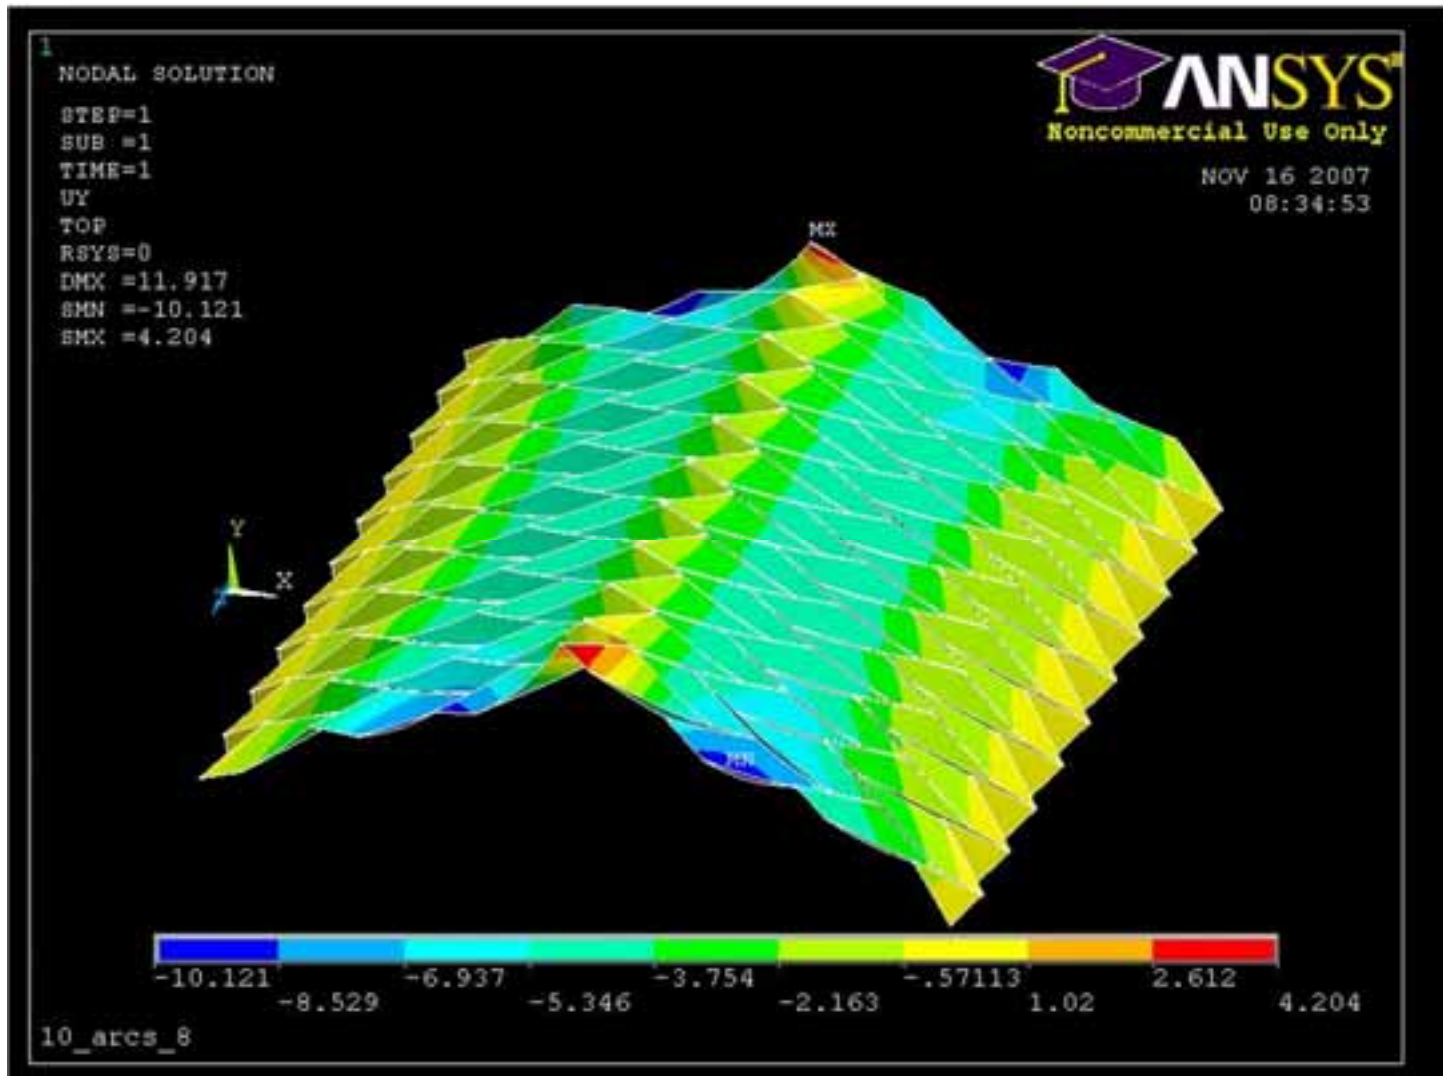 1
NODAL SOLUTION
STEP=1
SUB =1
TIME=1
UY
TOP
RSYS=0
DMX =11.917
SMN =-10.121
SMX =4.204
ANSYS
Noncommercial Use Only
NOV 16 2007
08:34:53
MX
Y
X
MN
-10.121 -6.937 -3.754 -.57113 2.612
-8.529 -5.346 -2.163 1.02 4.204
10_arcs_8